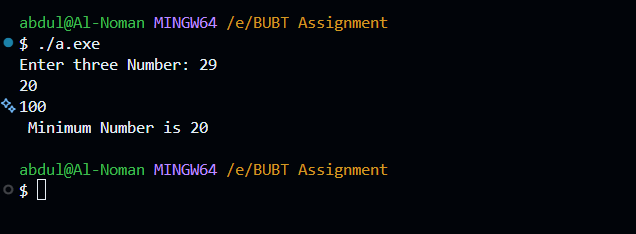 abdul@Al-Noman MINGW64 /e/BUBT Assignment
$ ./a.exe
Enter three Number: 29
20
100
Minimum Number is 20
abdul@Al-Noman MINGW64 /e/BUBT Assignment
$